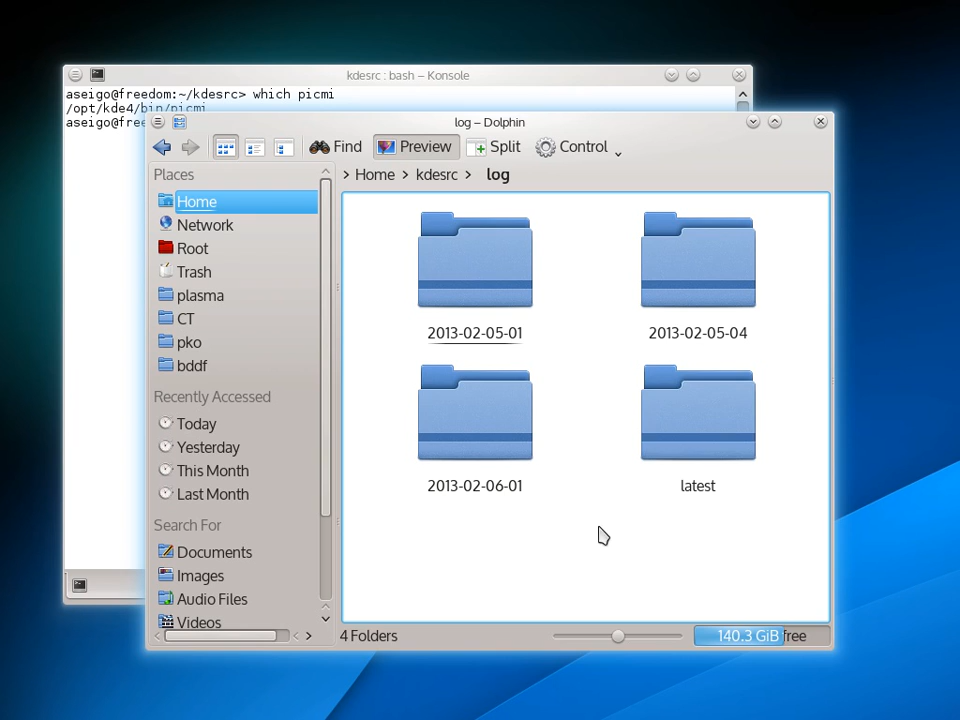 kdesrc : bash – Konsole
aseigo@freedom:~/kdesrc> which picmi
/opt/kde4/bin/picmi
aseigo@free
log – Dolphin
Find
Preview
Split
Control
Places
> Home > kdesrc > log
Home
Network
Root
Trash
plasma
CT
pko
bddf
Recently Accessed
Today
Yesterday
This Month
Last Month
Search For
Documents
Images
Audio Files
Videos
2013-02-05-01
2013-02-05-04
2013-02-06-01
latest
4 Folders
140.3 GiB free